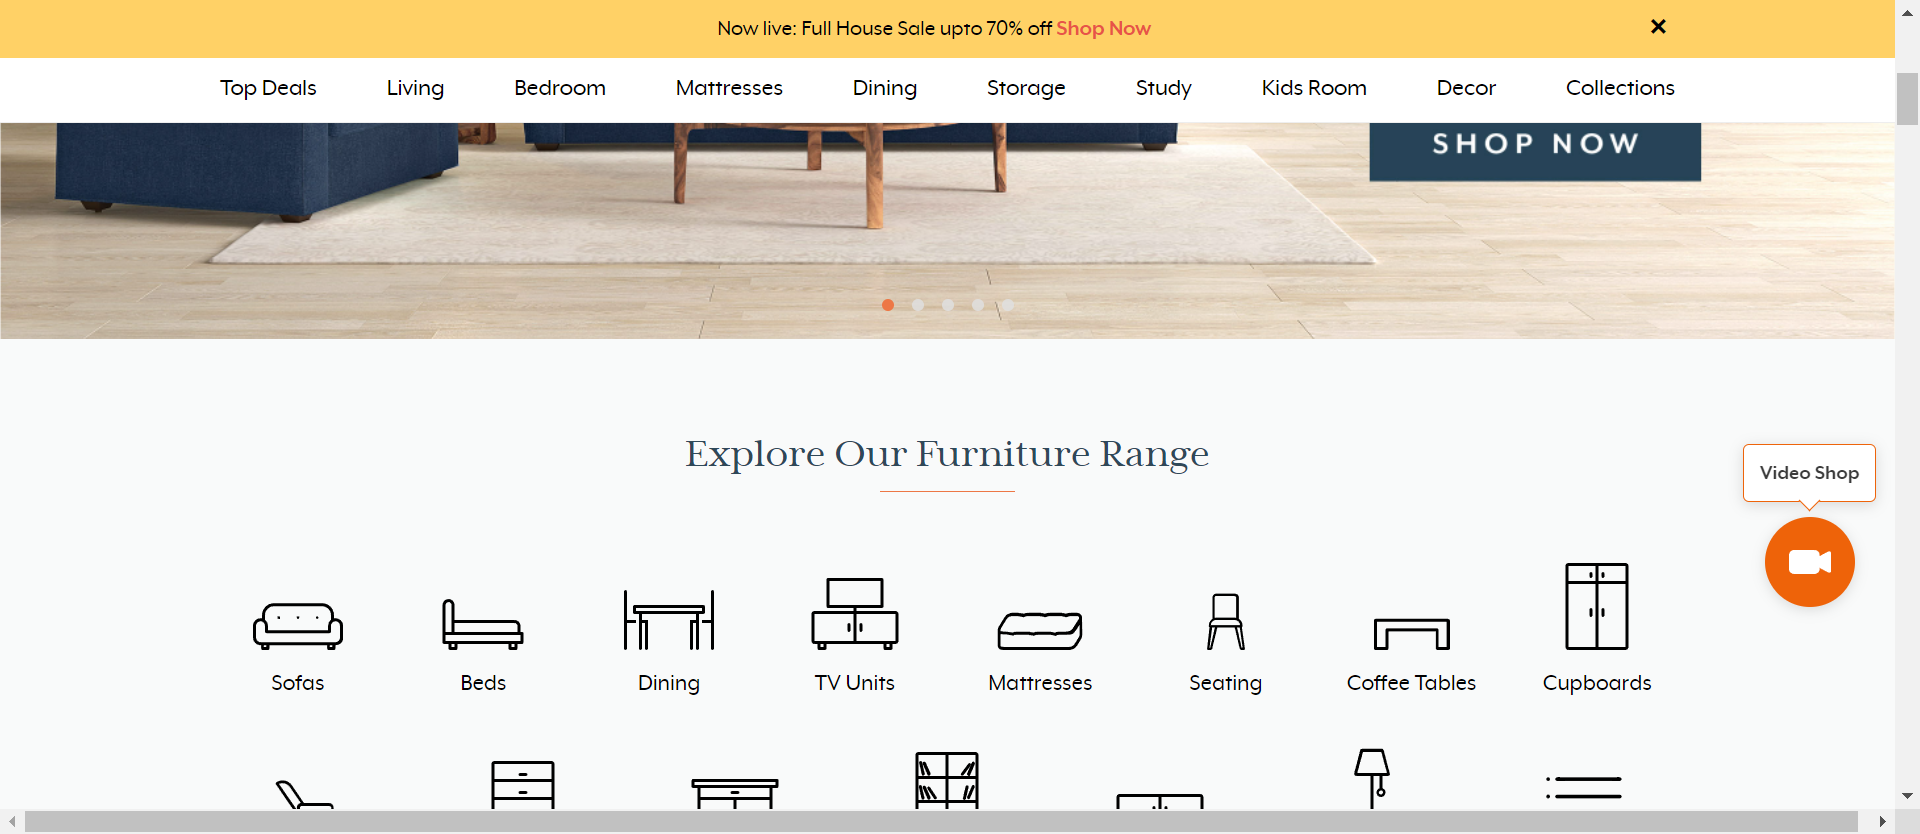 Now live: Full House Sale upto 70% off Shop Now
Top Deals Living Bedroom Mattresses Dining Storage Study Kids Room Decor Collections
SHOP NOW
Explore Our Furniture Range
Video Shop
Sofas Beds Dining TV Units Mattresses Seating Coffee Tables Cupboards